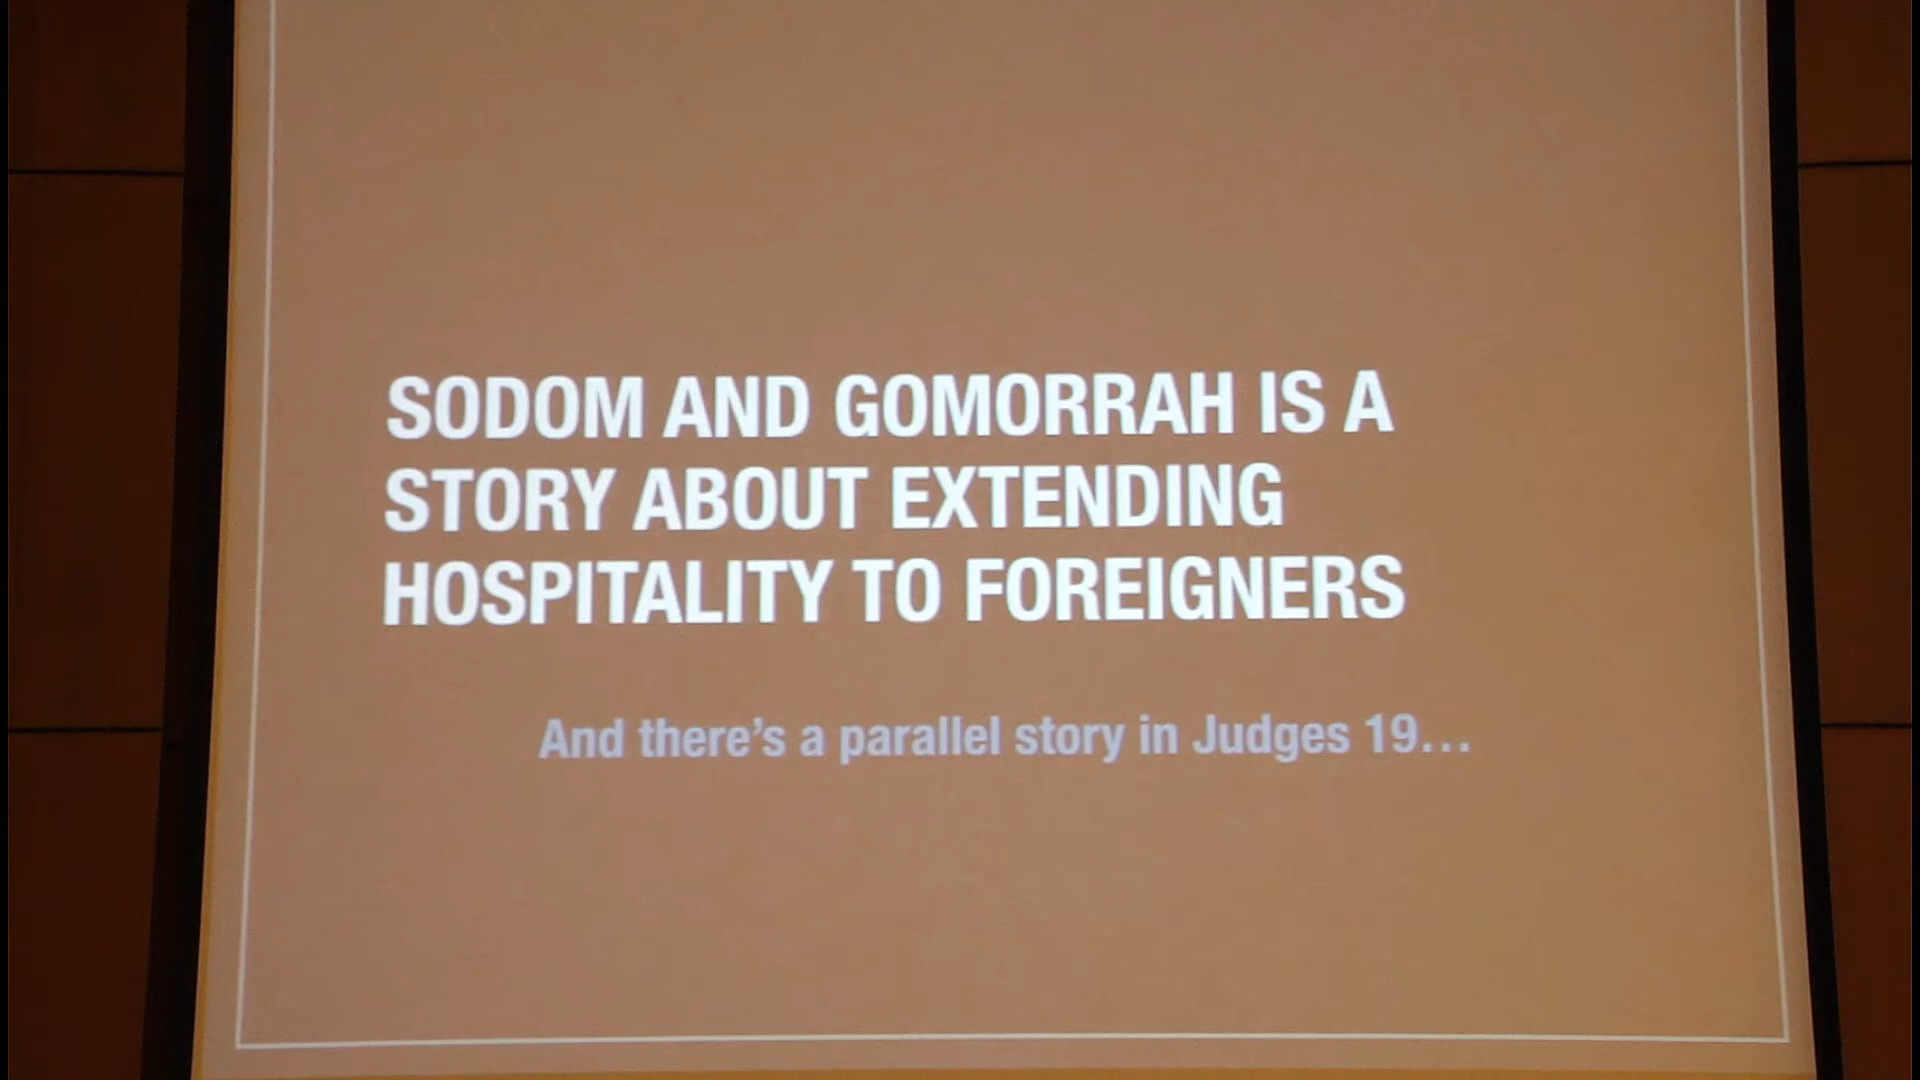 SODOM AND GOMORRAH IS A
STORY ABOUT EXTENDING
HOSPITALITY TO FOREIGNERS
And there's a parallel story in Judges 19...